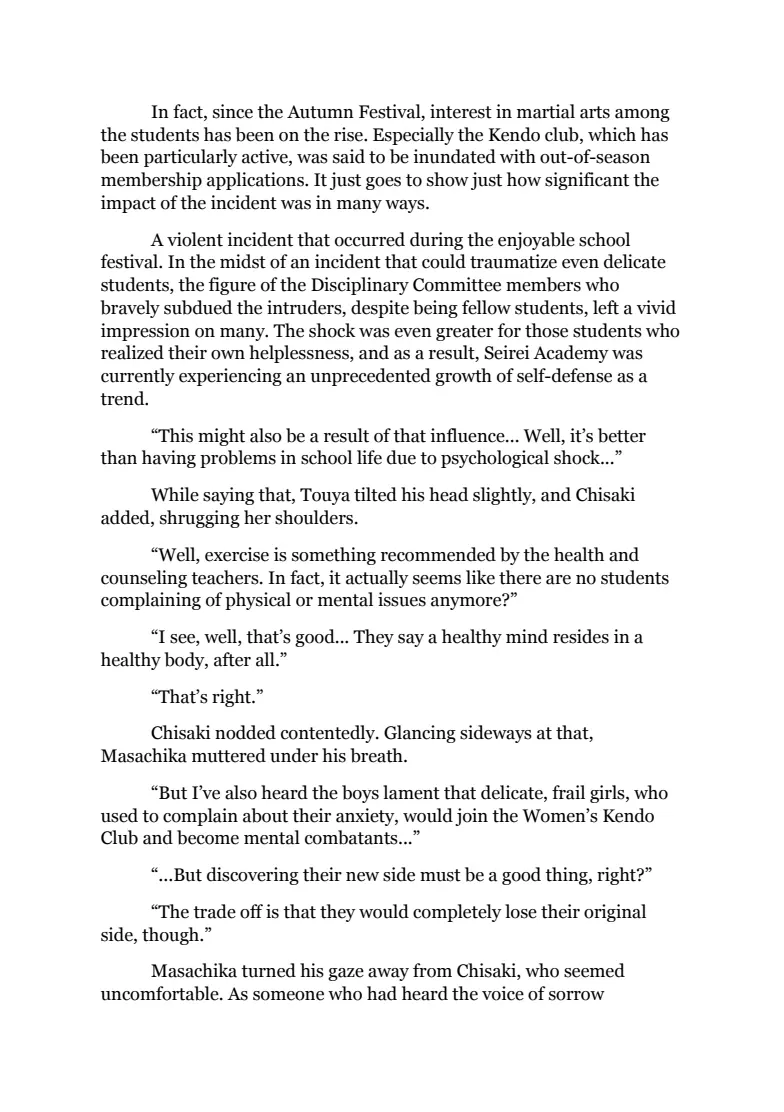 In fact, since the Autumn Festival, interest in martial arts among
the students has been on the rise. Especially the Kendo club, which has
been particularly active, was said to be inundated with out-of-season
membership applications. It just goes to show just how significant the
impact of the incident was in many ways.
A violent incident that occurred during the enjoyable school
festival. In the midst of an incident that could traumatize even delicate
students, the figure of the Disciplinary Committee members who
bravely subdued the intruders, despite being fellow students, left a vivid
impression on many. The shock was even greater for those students who
realized their own helplessness, and as a result, Seirei Academy was
currently experiencing an unprecedented growth of self-defense as a
trend.
“This might also be a result of that influence... Well, it’s better
than having problems in school life due to psychological shock...”
While saying that, Touya tilted his head slightly, and Chisaki
added, shrugging her shoulders.
“Well, exercise is something recommended by the health and
counseling teachers. In fact, it actually seems like there are no students
complaining of physical or mental issues anymore?”
“I see, well, that’s good... They say a healthy mind resides in a
healthy body, after all.”
“That’s right.”
Chisaki nodded contentedly. Glancing sideways at that,
Masachika muttered under his breath.
“But I’ve also heard the boys lament that delicate, frail girls, who
used to complain about their anxiety, would join the Women’s Kendo
Club and become mental combatants...”
“...But discovering their new side must be a good thing, right?”
“The trade off is that they would completely lose their original
side, though.”
Masachika turned his gaze away from Chisaki, who seemed
uncomfortable. As someone who had heard the voice of sorrow